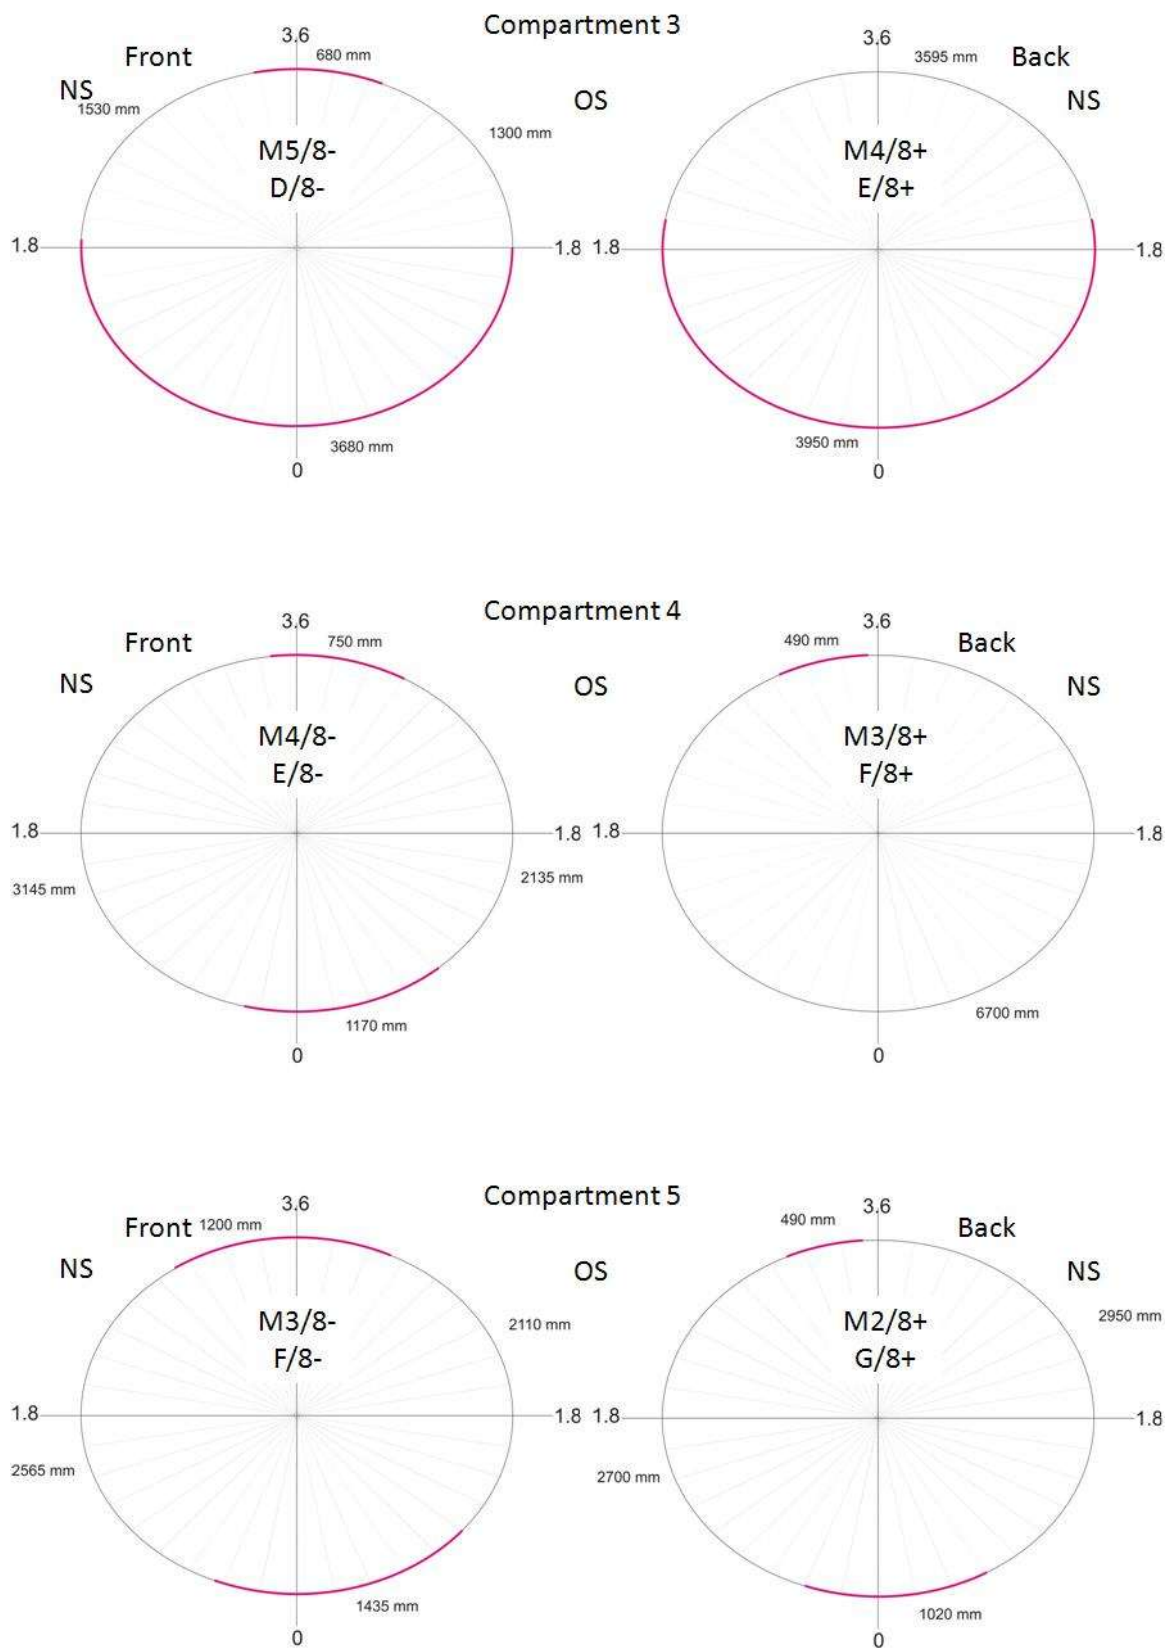 Compartment 3
3.6
680 mm
Front
NS
1530 mm
OS
1300 mm
M5/8-
D/8-
1.8
1.8
3680 mm
0
3.6
3595 mm
Back
NS
M4/8+
E/8+
1.8
1.8
3950 mm
0
Compartment 4
3.6
750 mm
Front
NS
OS
M4/8-
E/8-
1.8
1.8
3145 mm
2135 mm
1170 mm
0
3.6
490 mm
Back
NS
M3/8+
F/8+
1.8
1.8
6700 mm
0
Compartment 5
3.6
Front
1200 mm
NS
OS
M3/8-
F/8-
2110 mm
1.8
1.8
2565 mm
1435 mm
0
3.6
490 mm
Back
NS
2950 mm
M2/8+
G/8+
1.8
1.8
2700 mm
1020 mm
0